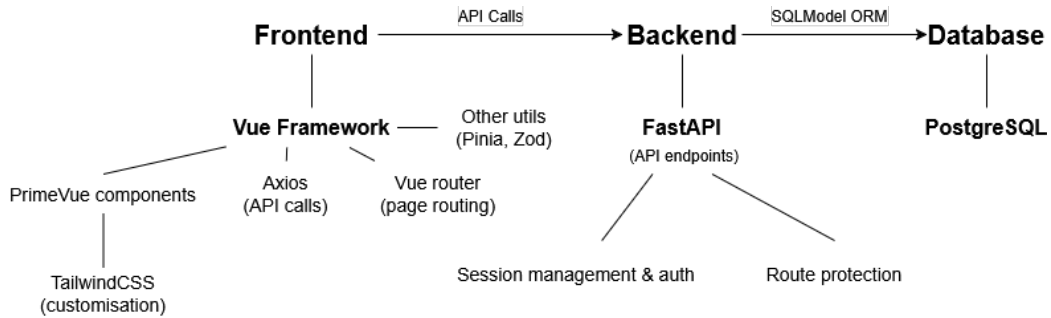 API Calls
SQLModel ORM
Frontend
Backend
Database
Vue Framework
Other utils
(Pinia, Zod)
FastAPI
(API endpoints)
PostgreSQL
PrimeVue components
Axios
(API calls)
Vue router
(page routing)
TailwindCSS
(customisation)
Session management & auth
Route protection